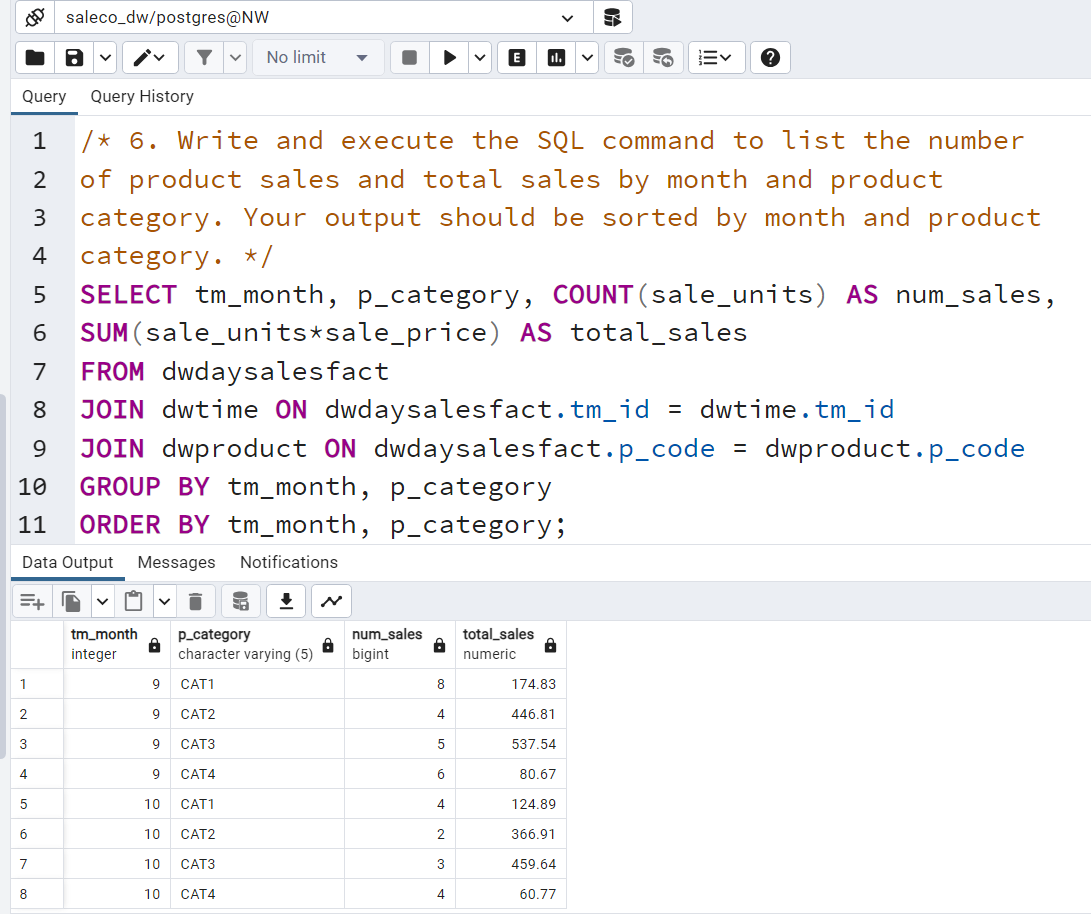 saleco_dw/postgres@NW
No limit
E
Query Query History
1 /* 6. Write and execute the SQL command to list the number
2 of product sales and total sales by month and product
3 category. Your output should be sorted by month and product
4 category. */
5 SELECT tm_month, p_category, COUNT(sale_units) AS num_sales,
6 SUM(sale_units*sale_price) AS total_sales
7 FROM dwdaysalesfact
8 JOIN dwtime ON dwdaysalesfact.tm_id = dwtime.tm_id
9 JOIN dwproduct ON dwdaysalesfact.p_code = dwproduct.p_code
10 GROUP BY tm_month, p_category
11 ORDER BY tm_month, p_category;
Data Output Messages Notifications
tm_month p_category num_sales total_sales
integer character varying (5) bigint numeric
1 9 CAT1 8 174.83
2 9 CAT2 4 446.81
3 9 CAT3 5 537.54
4 9 CAT4 6 80.67
5 10 CAT1 4 124.89
6 10 CAT2 2 366.91
7 10 CAT3 3 459.64
8 10 CAT4 4 60.77